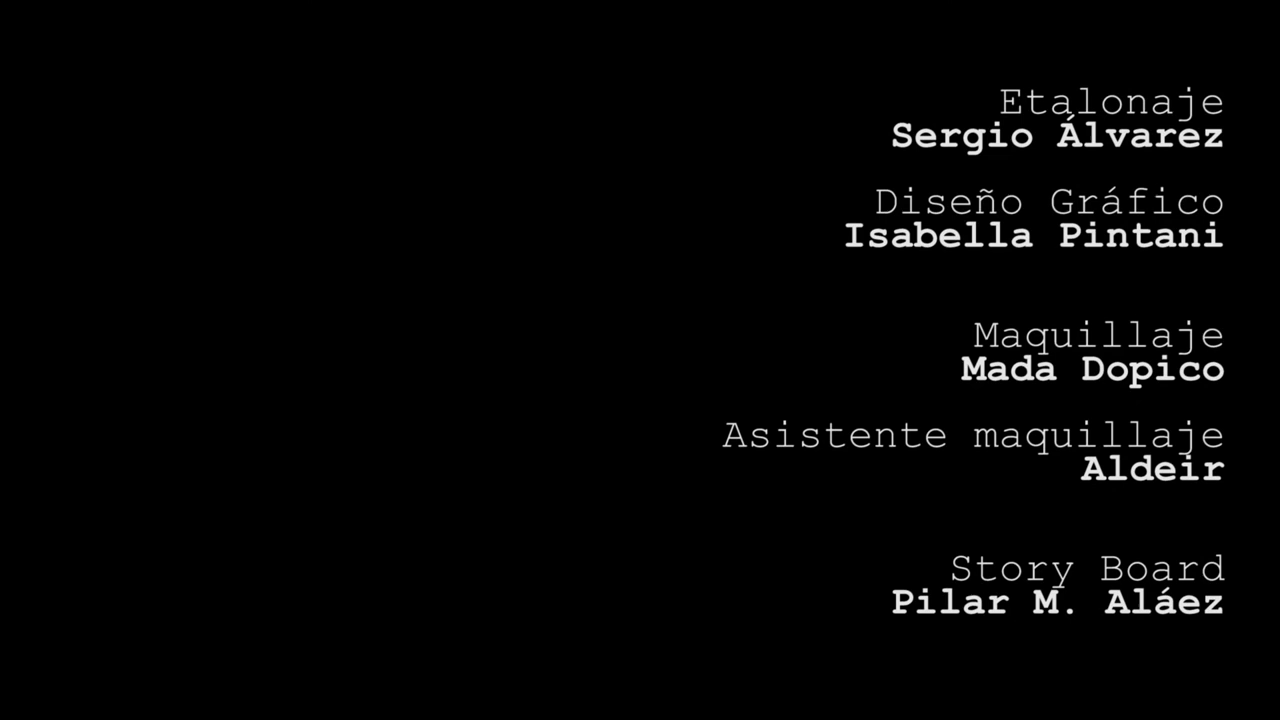 Etalonaje
Sergio Álvarez
Diseño Gráfico
Isabella Pintani
Maquillaje
Mada Dopico
Asistente maquillaje
Aldeir
Story Board
Pilar M. Aláez